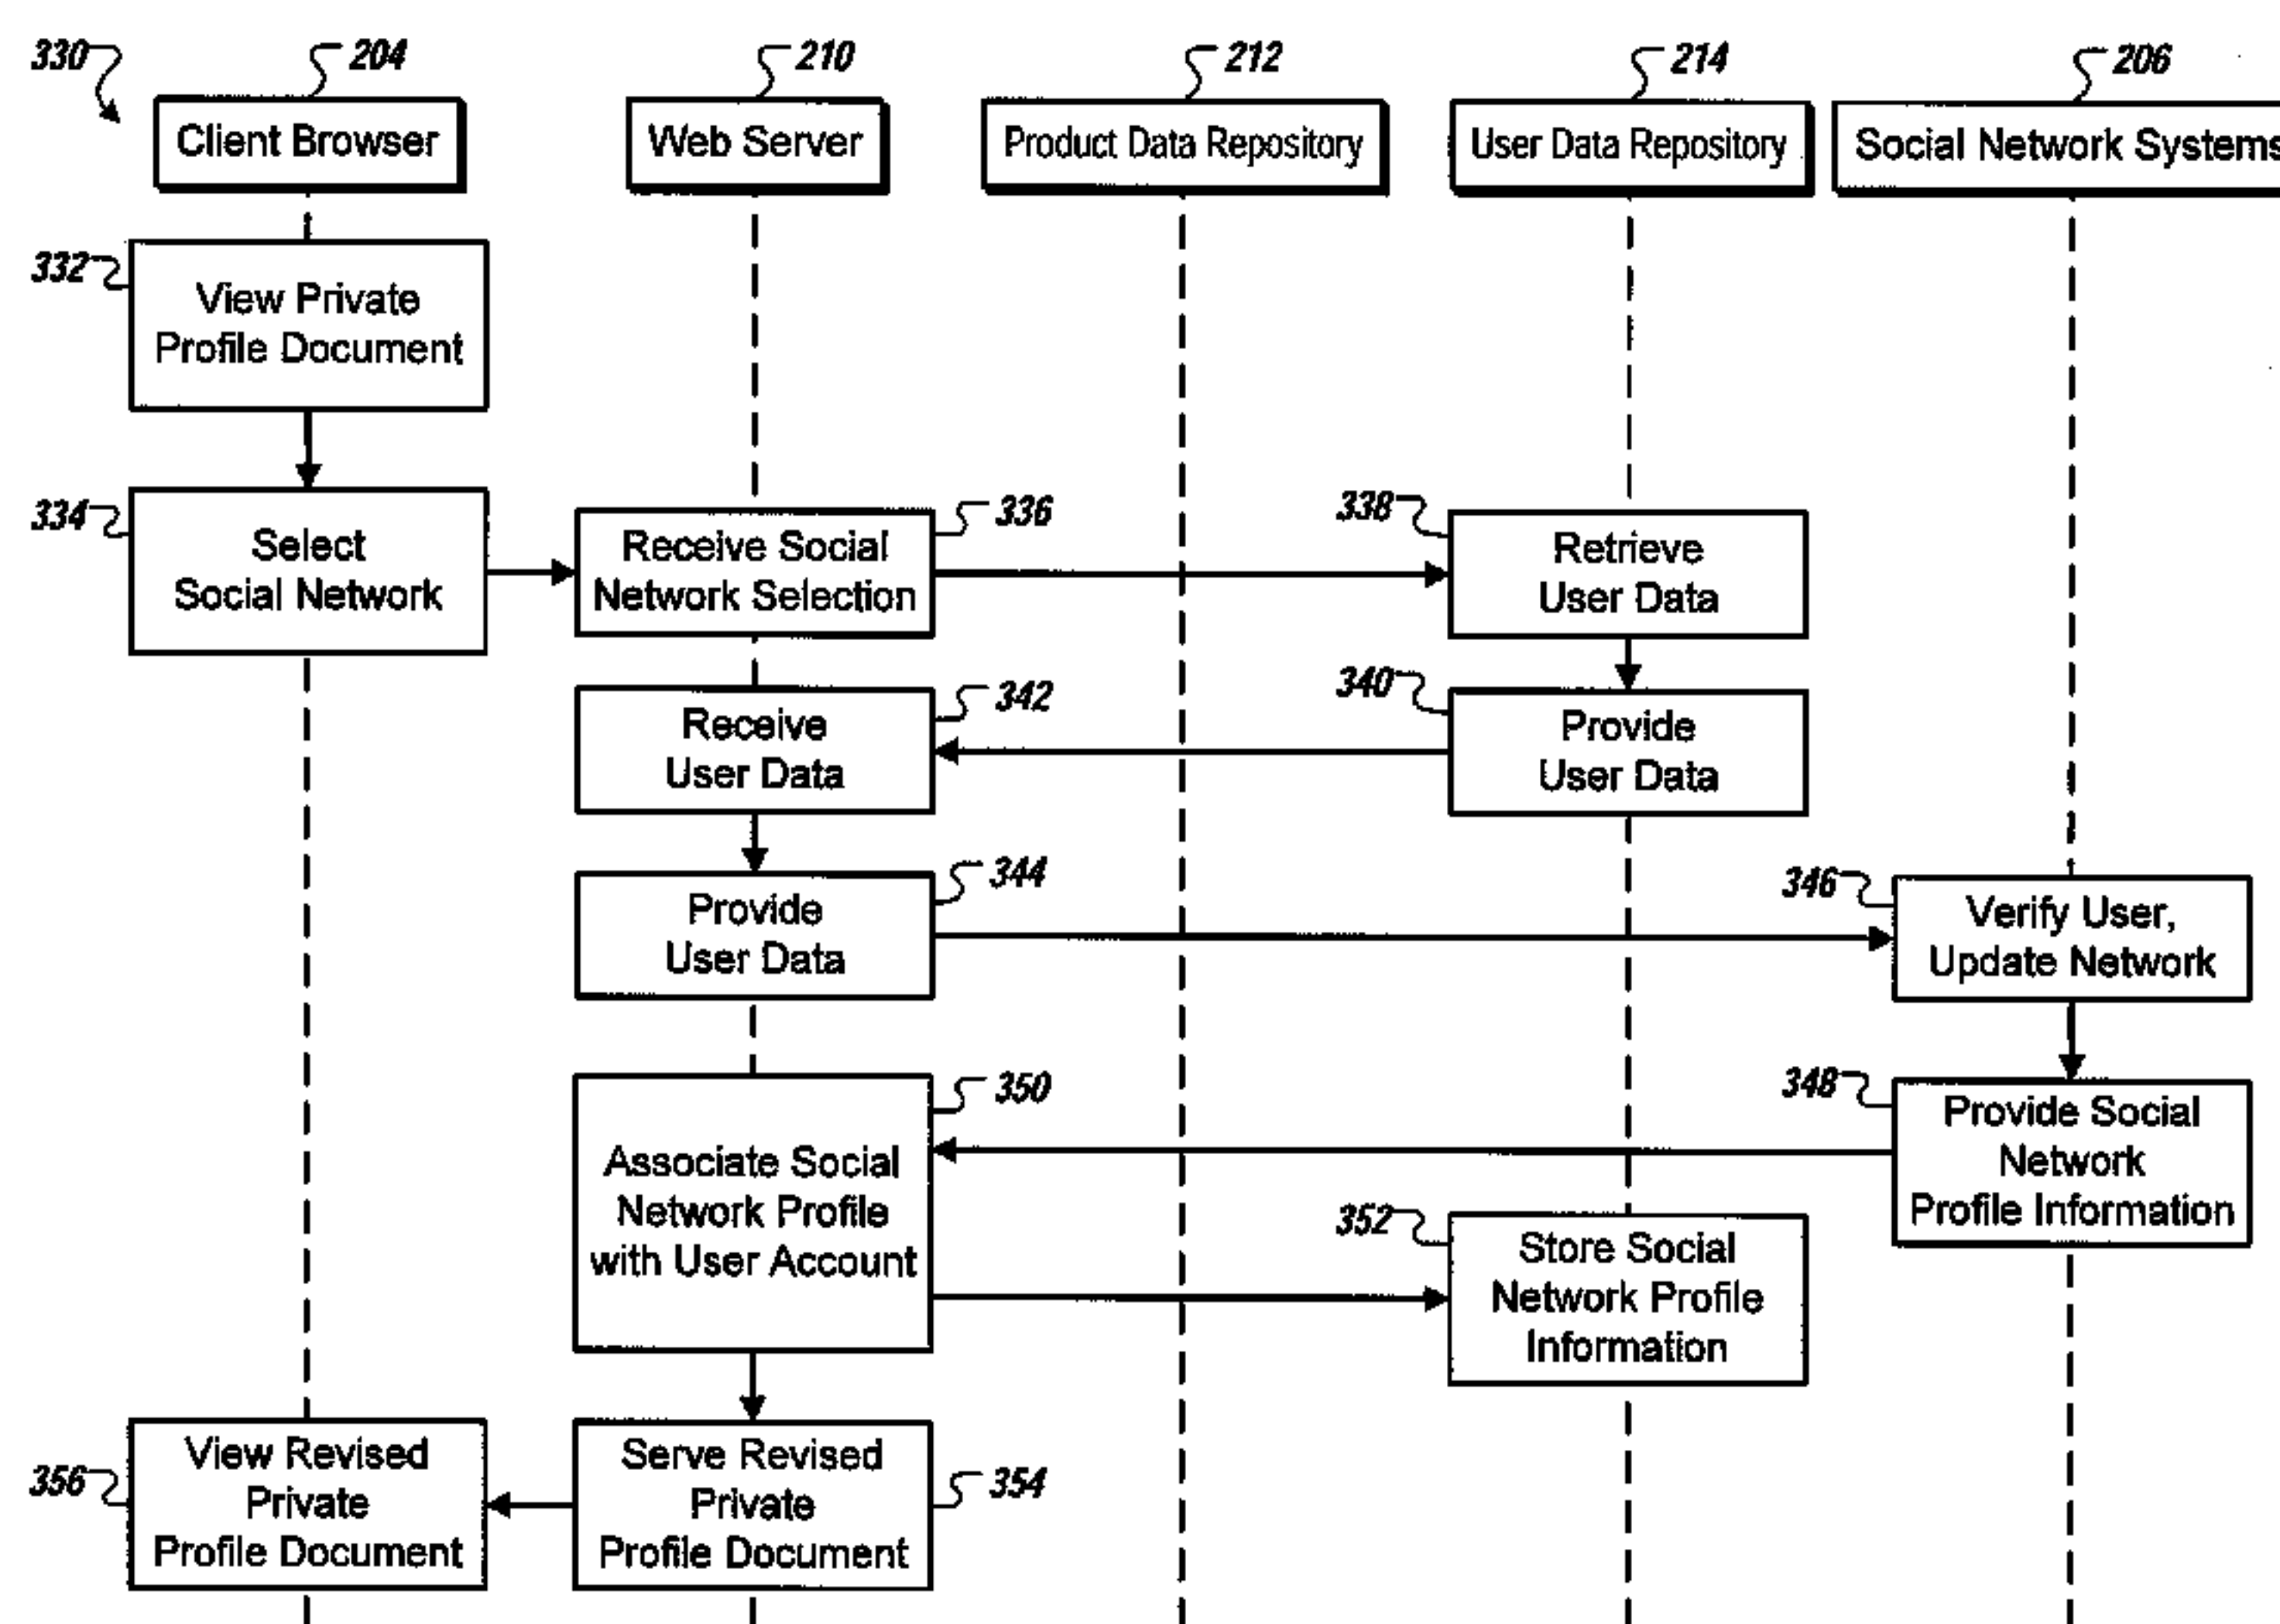 330
204
210
212
214
206
Client Browser
Web Server
Product Data Repository
User Data Repository
Social Network Systems
332
View Private
Profile Document
334
Select
Social Network
336
Receive Social
Network Selection
338
Retrieve
User Data
342
Receive
User Data
340
Provide
User Data
344
Provide
User Data
346
Verify User,
Update Network
350
Associate Social
Network Profile
with User Account
348
Provide Social
Network
Profile Information
352
Store Social
Network Profile
Information
356
View Revised
Private
Profile Document
354
Serve Revised
Private
Profile Document